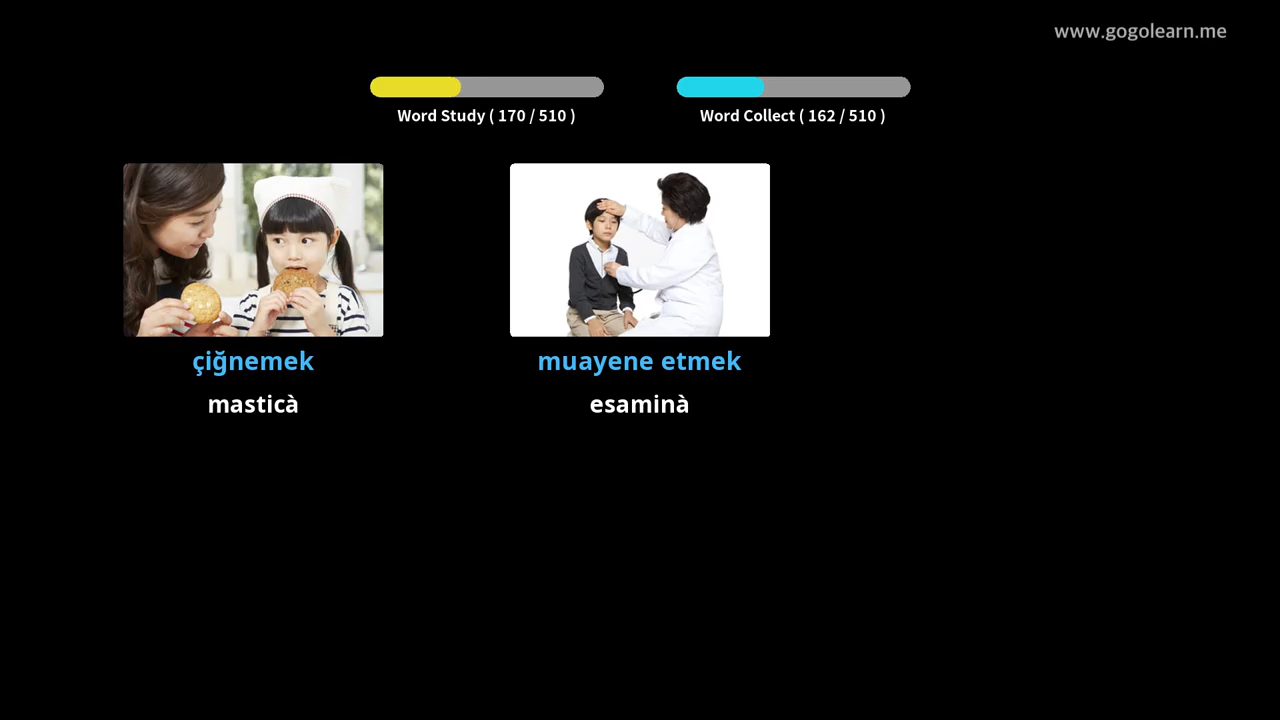 www.gogolearn.me
Word Study ( 170 / 510 )
Word Collect ( 162 / 510 )
çiğnemek
masticà
muayene etmek
esaminà